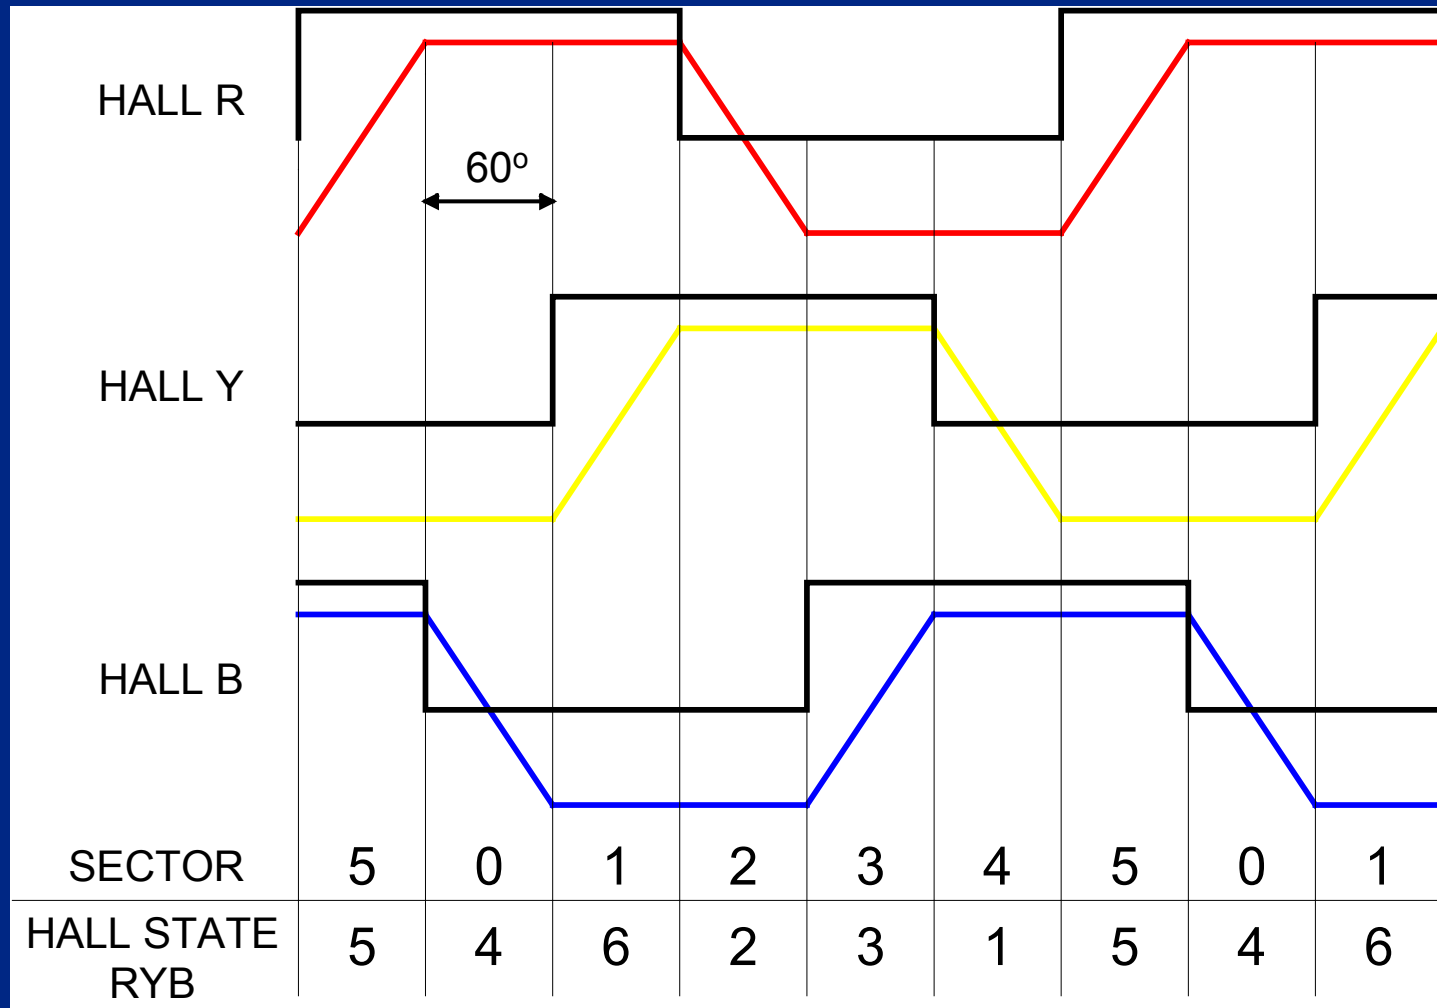 HALL R
60º
HALL Y
HALL B
SECTOR 5 0 1 2 3 4 5 0 1
HALL STATE
RYB 5 4 6 2 3 1 5 4 6